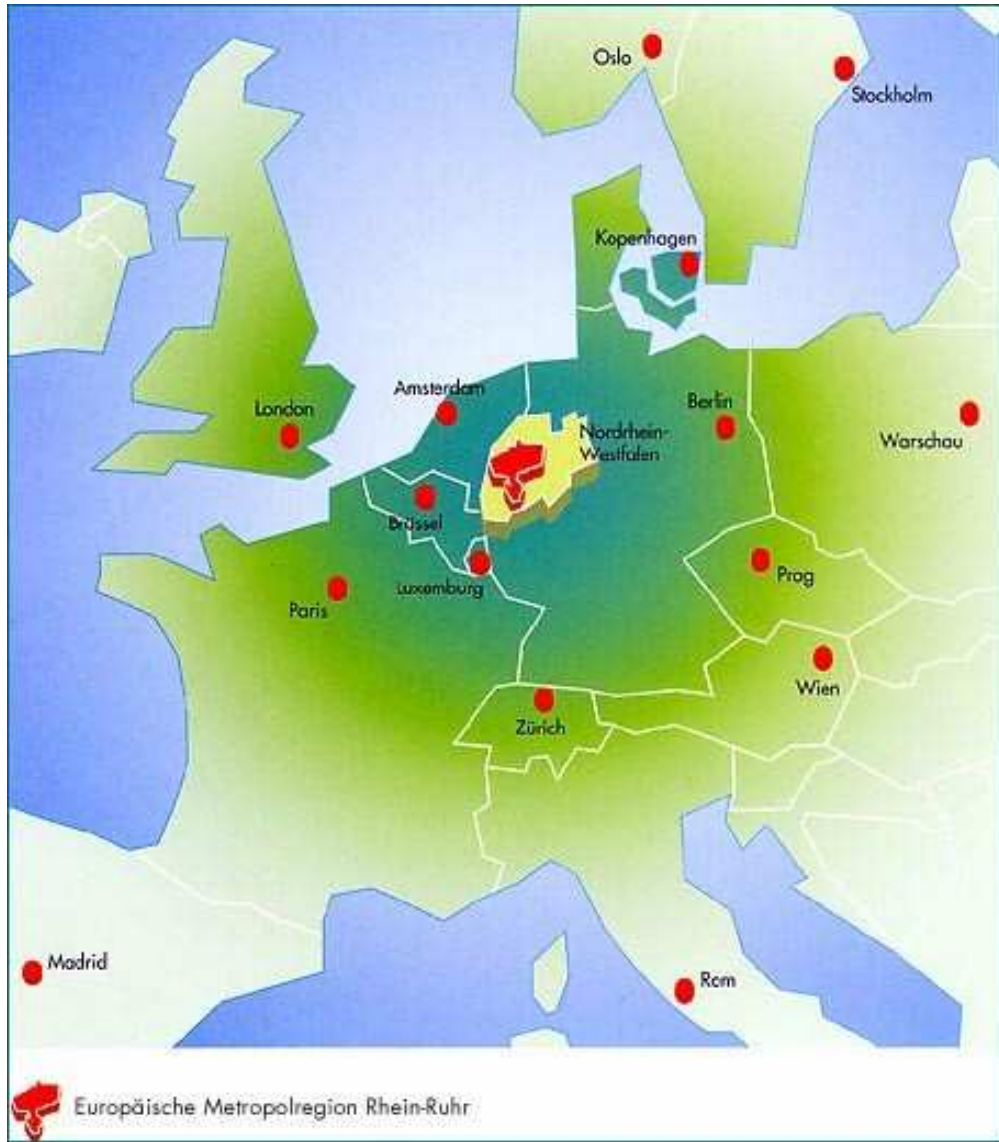 Oslo
Stockholm
Kopenhagen
Amsterdam
London
Berlin
Nordrhein-
Westfalen
Warschau
Brüssel
Luxemburg
Prag
Paris
Wien
Zürich
Madrid
Rom
Europäische Metropolregion Rhein-Ruhr